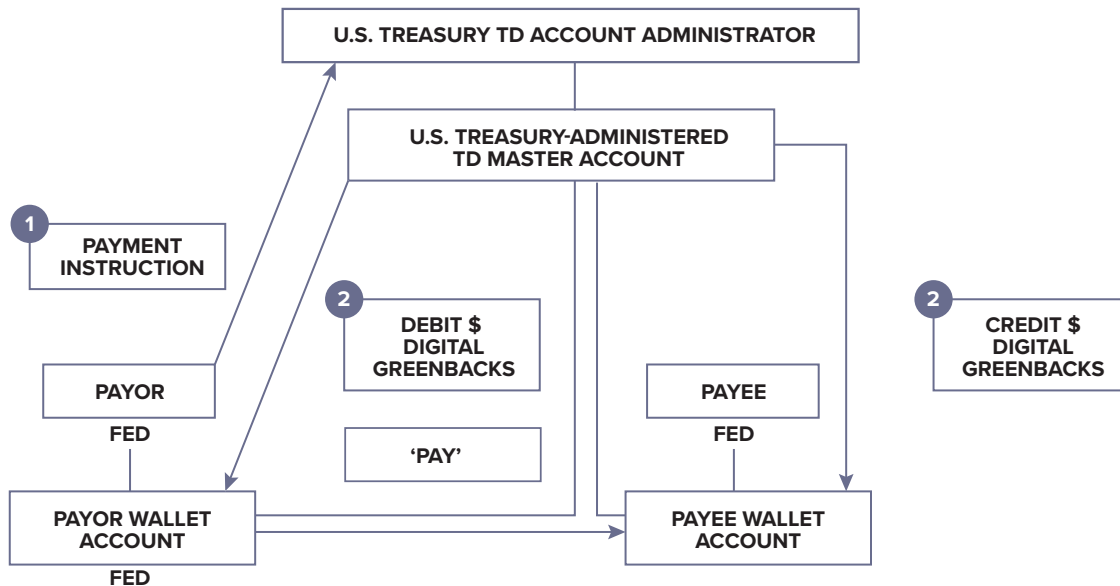 U.S. TREASURY TD ACCOUNT ADMINISTRATOR
U.S. TREASURY-ADMINISTERED
TD MASTER ACCOUNT
1
PAYMENT
INSTRUCTION
2
DEBIT $
DIGITAL
GREENBACKS
2
CREDIT $
DIGITAL
GREENBACKS
PAYOR
FED
PAYEE
FED
‘PAY’
PAYOR WALLET
ACCOUNT
FED
PAYEE WALLET
ACCOUNT